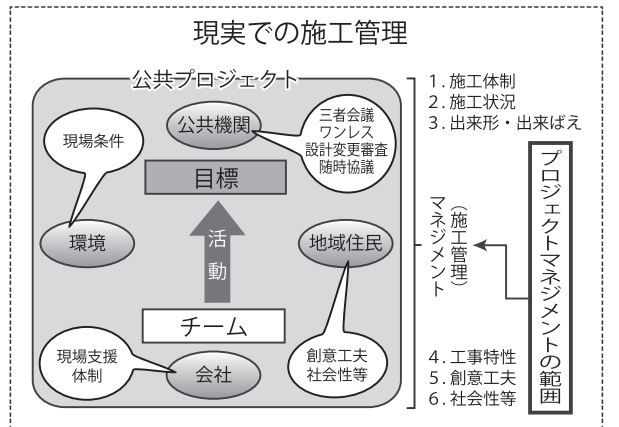 現実での施工管理
公共プロジェクト
公共機関
三者会議
ワンレス
設計変更審査
随時協議
現場条件
目標
環境
活動
地域住民
チーム
現場支援
体制
会社
創意工夫
社会性等
1. 施工体制
2. 施工状況
3. 出来形・出来ばえ
（施工管理）
マネジメント
4. 工事特性
5. 創意工夫
6. 社会性等
プロジェクトマネジメントの範囲